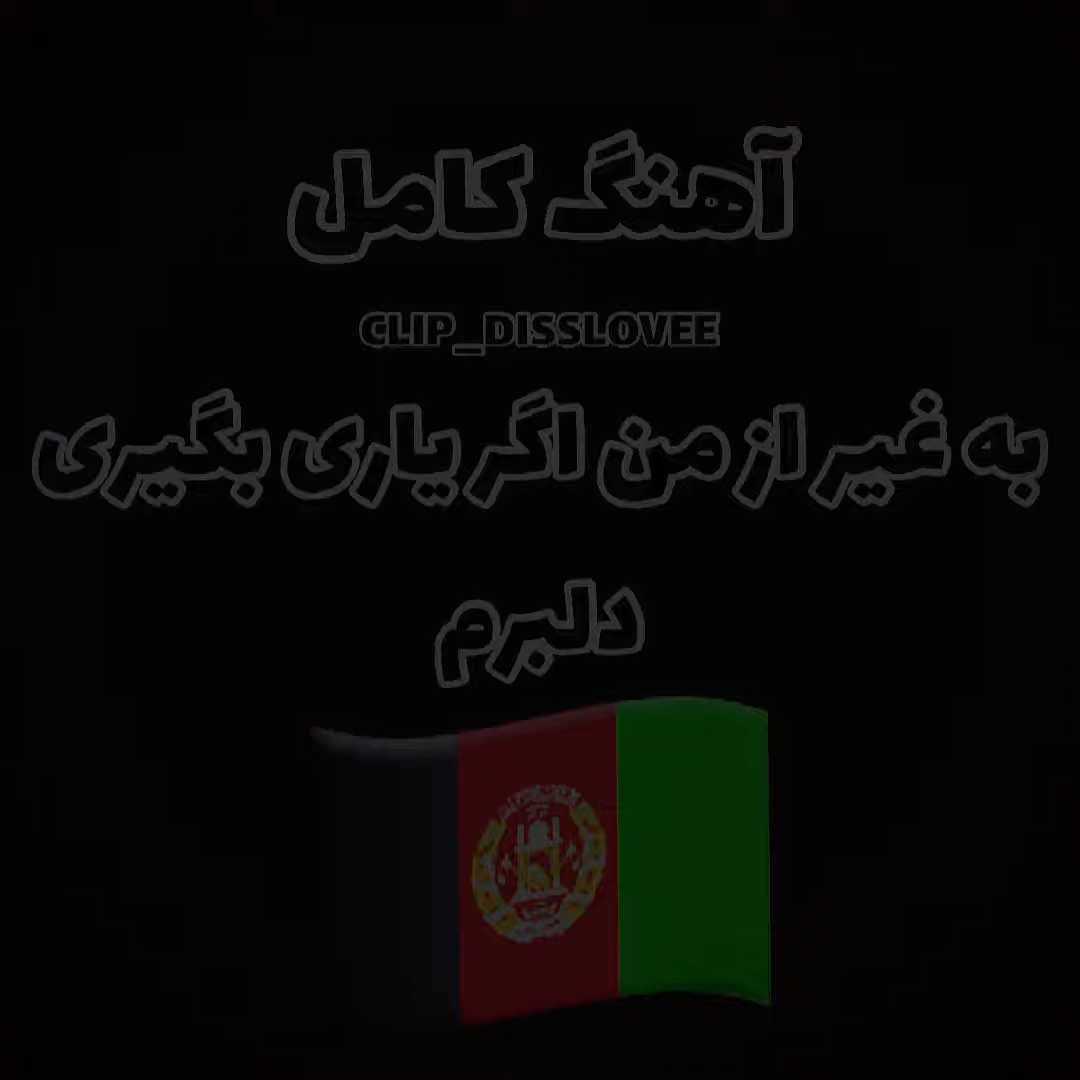 آهنگ کامل
CLIP_DISSLOVEE
به غیر از من اگر یاری بگیری
دلبرم